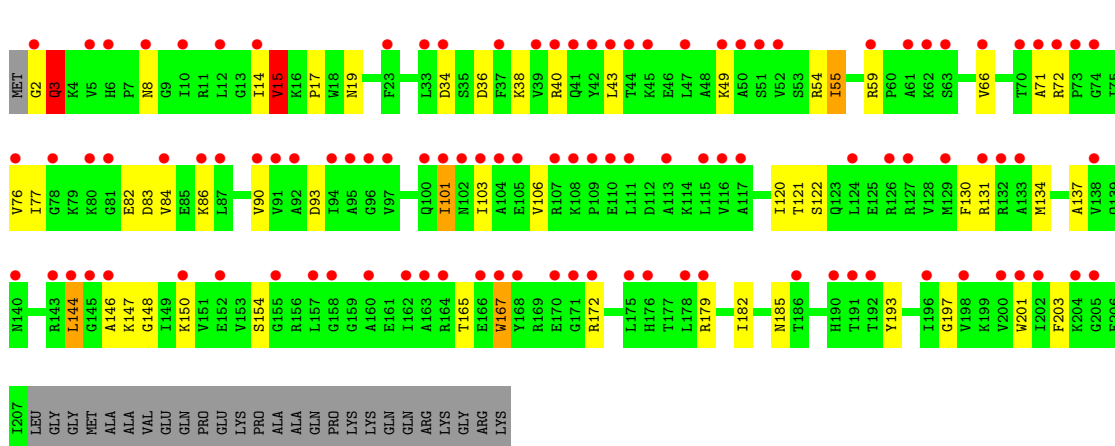 MET G2 Q3 K4 V5 H6 P7 N8 G9 I10 R11 L12 G13 I14 V15 K16 P17 W18 N19 F23 L33 D34 S35 D36 F37 K38 V39 R40 Q41 Y42 L43 T44 K45 E46 L47 A48 K49 A50 S51 V52 S53 R54 I55 R59 P60 A61 K62 S63 V66 T70 A71 R72 P73 G74 I75
V76 I77 G78 K79 K80 G81 E82 D83 V84 E85 K86 L87 V90 V91 A92 D93 I94 A95 G96 V97 Q100 I101 N102 I103 A104 E105 V106 R107 K108 P109 E110 L111 D112 A113 K114 L115 V116 A117 I120 T121 S122 Q123 L124 E125 R126 R127 V128 M129 F130 R131 R132 A133 M134 A137 V138 Q139
N140 R143 L144 G145 A146 K147 G148 I149 K150 V151 E152 V153 S154 G155 R156 L157 G158 G159 A160 E161 I162 A163 R164 T165 E166 W167 Y168 R169 E170 G171 R172 L175 H176 T177 L178 R179 I182 N185 T186 H190 T191 T192 Y193 I196 G197 V198 K199 V200 W201 I202 F203 K204 G205 E206
I207 LEU GLY GLY MET ALA ALA VAL GLU GLN PRO GLU LYS PRO ALA ALA GLN PRO LYS LYS GLN GLN ARG LYS GLY ARG LYS